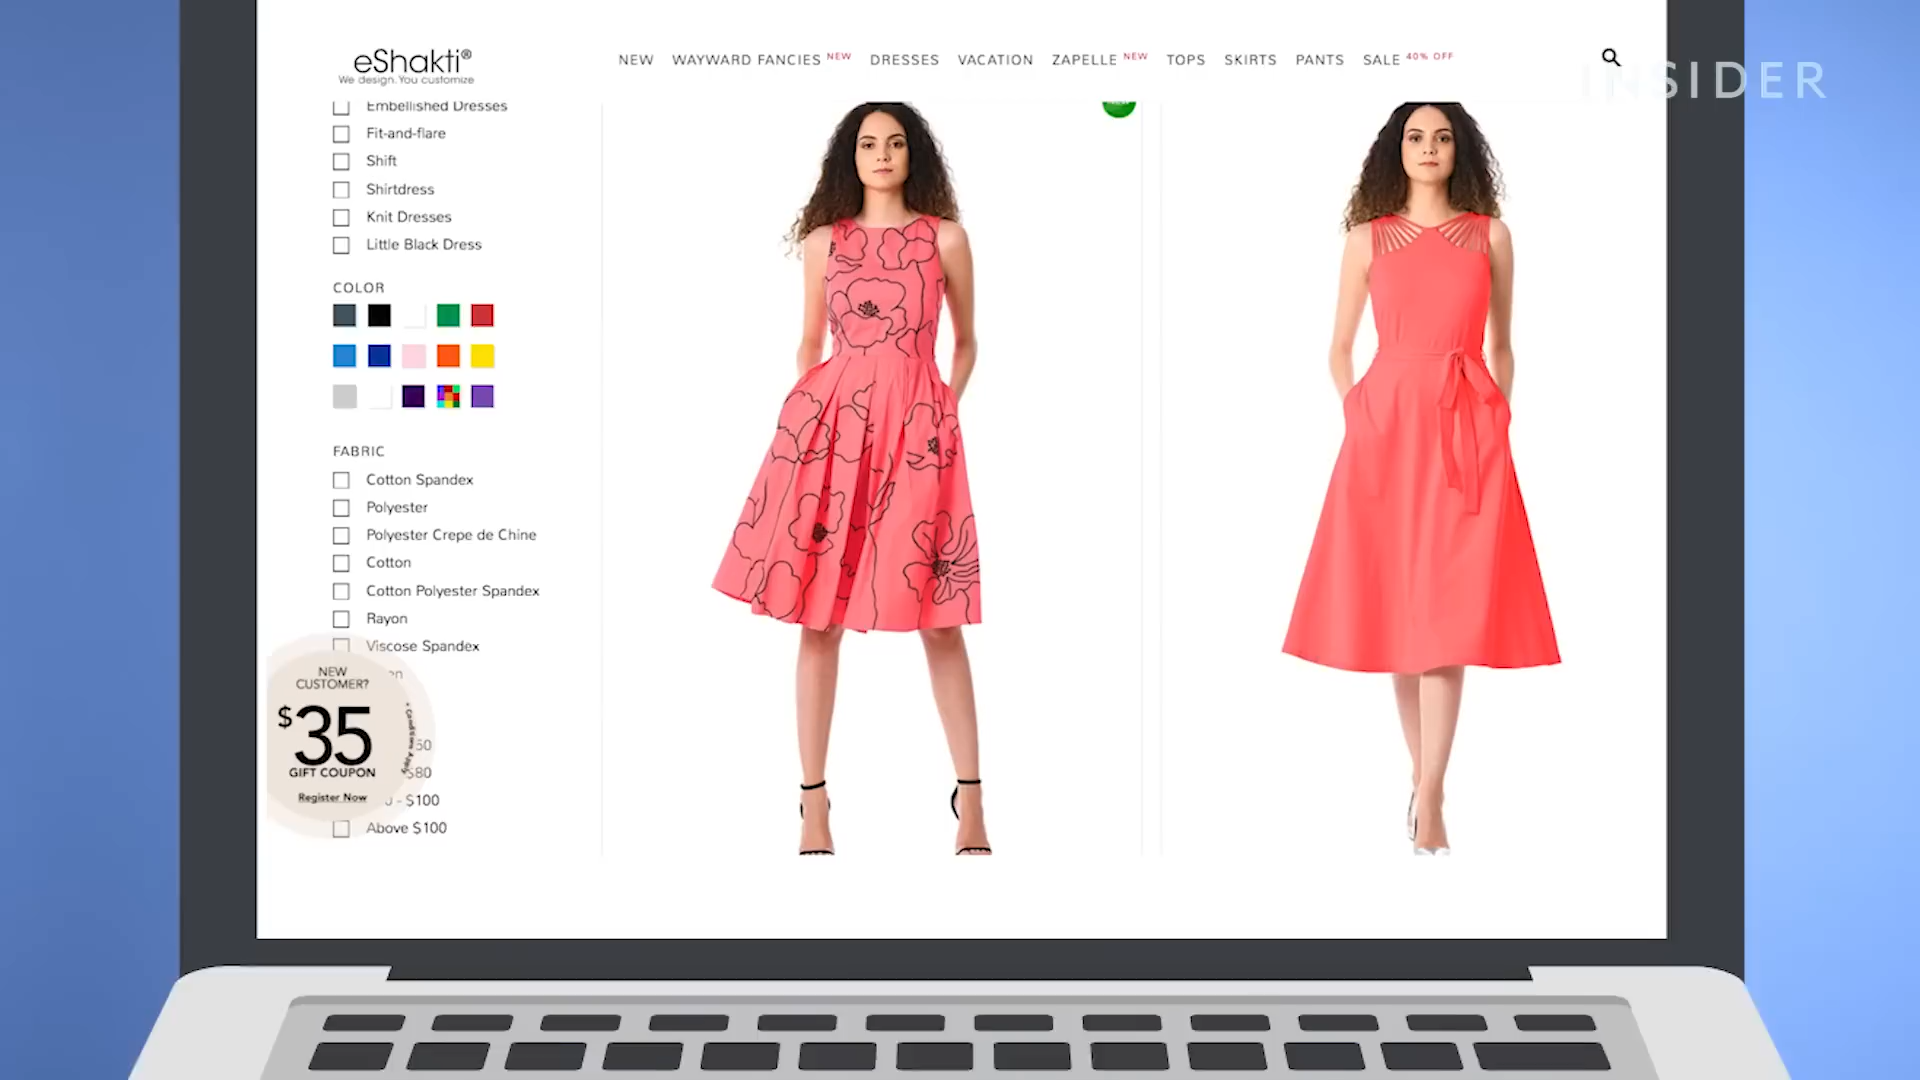 eShakti®
We design. You customize
NEW WAYWARD FANCIES NEW DRESSES VACATION ZAPELLE NEW TOPS SKIRTS PANTS SALE 40% OFF
INSIDER
Embellished Dresses
Fit-and-flare
Shift
Shirtdress
Knit Dresses
Little Black Dress
COLOR
FABRIC
Cotton Spandex
Polyester
Polyester Crepe de Chine
Cotton
Cotton Polyester Spandex
Rayon
Viscose Spandex
NEW
CUSTOMER?
$35
GIFT COUPON
Register Now
$80
- $100
Above $100